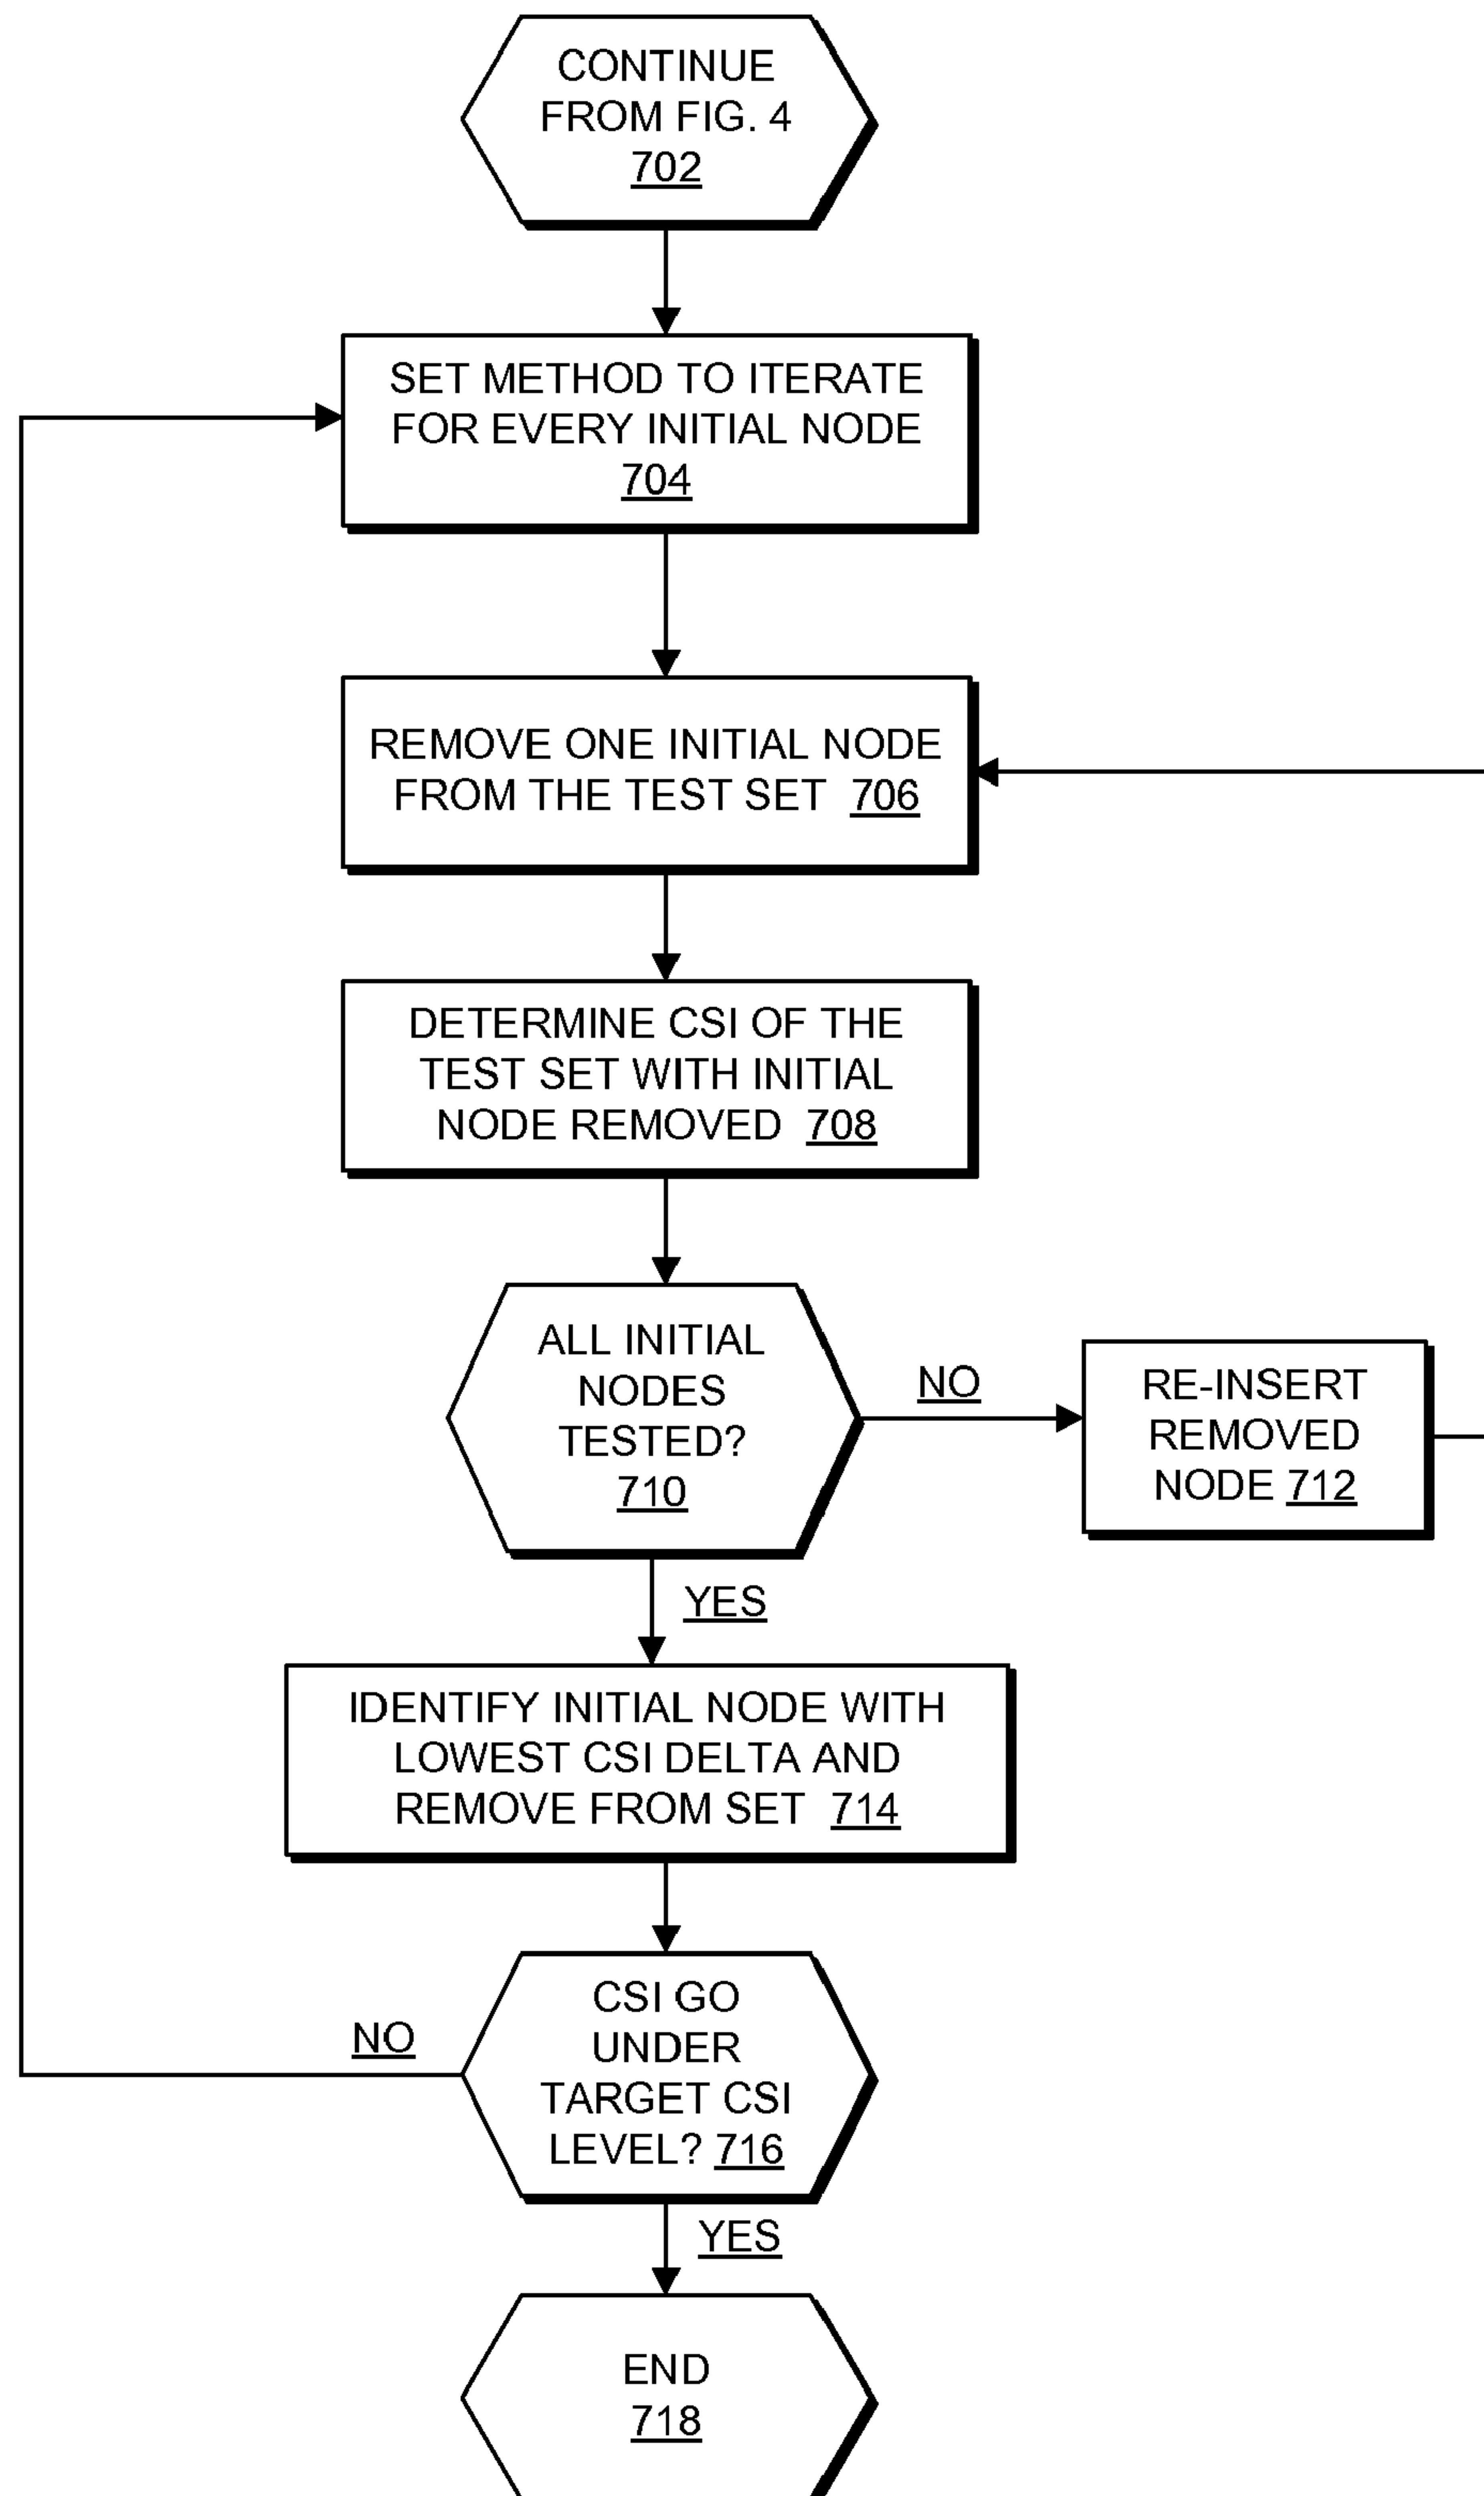 CONTINUE
FROM FIG. 4
702
SET METHOD TO ITERATE
FOR EVERY INITIAL NODE
704
REMOVE ONE INITIAL NODE
FROM THE TEST SET 706
DETERMINE CSI OF THE
TEST SET WITH INITIAL
NODE REMOVED 708
ALL INITIAL
NODES
TESTED?
710
NO
RE-INSERT
REMOVED
NODE 712
YES
IDENTIFY INITIAL NODE WITH
LOWEST CSI DELTA AND
REMOVE FROM SET 714
CSI GO
UNDER
TARGET CSI
LEVEL? 716
NO
YES
END
718